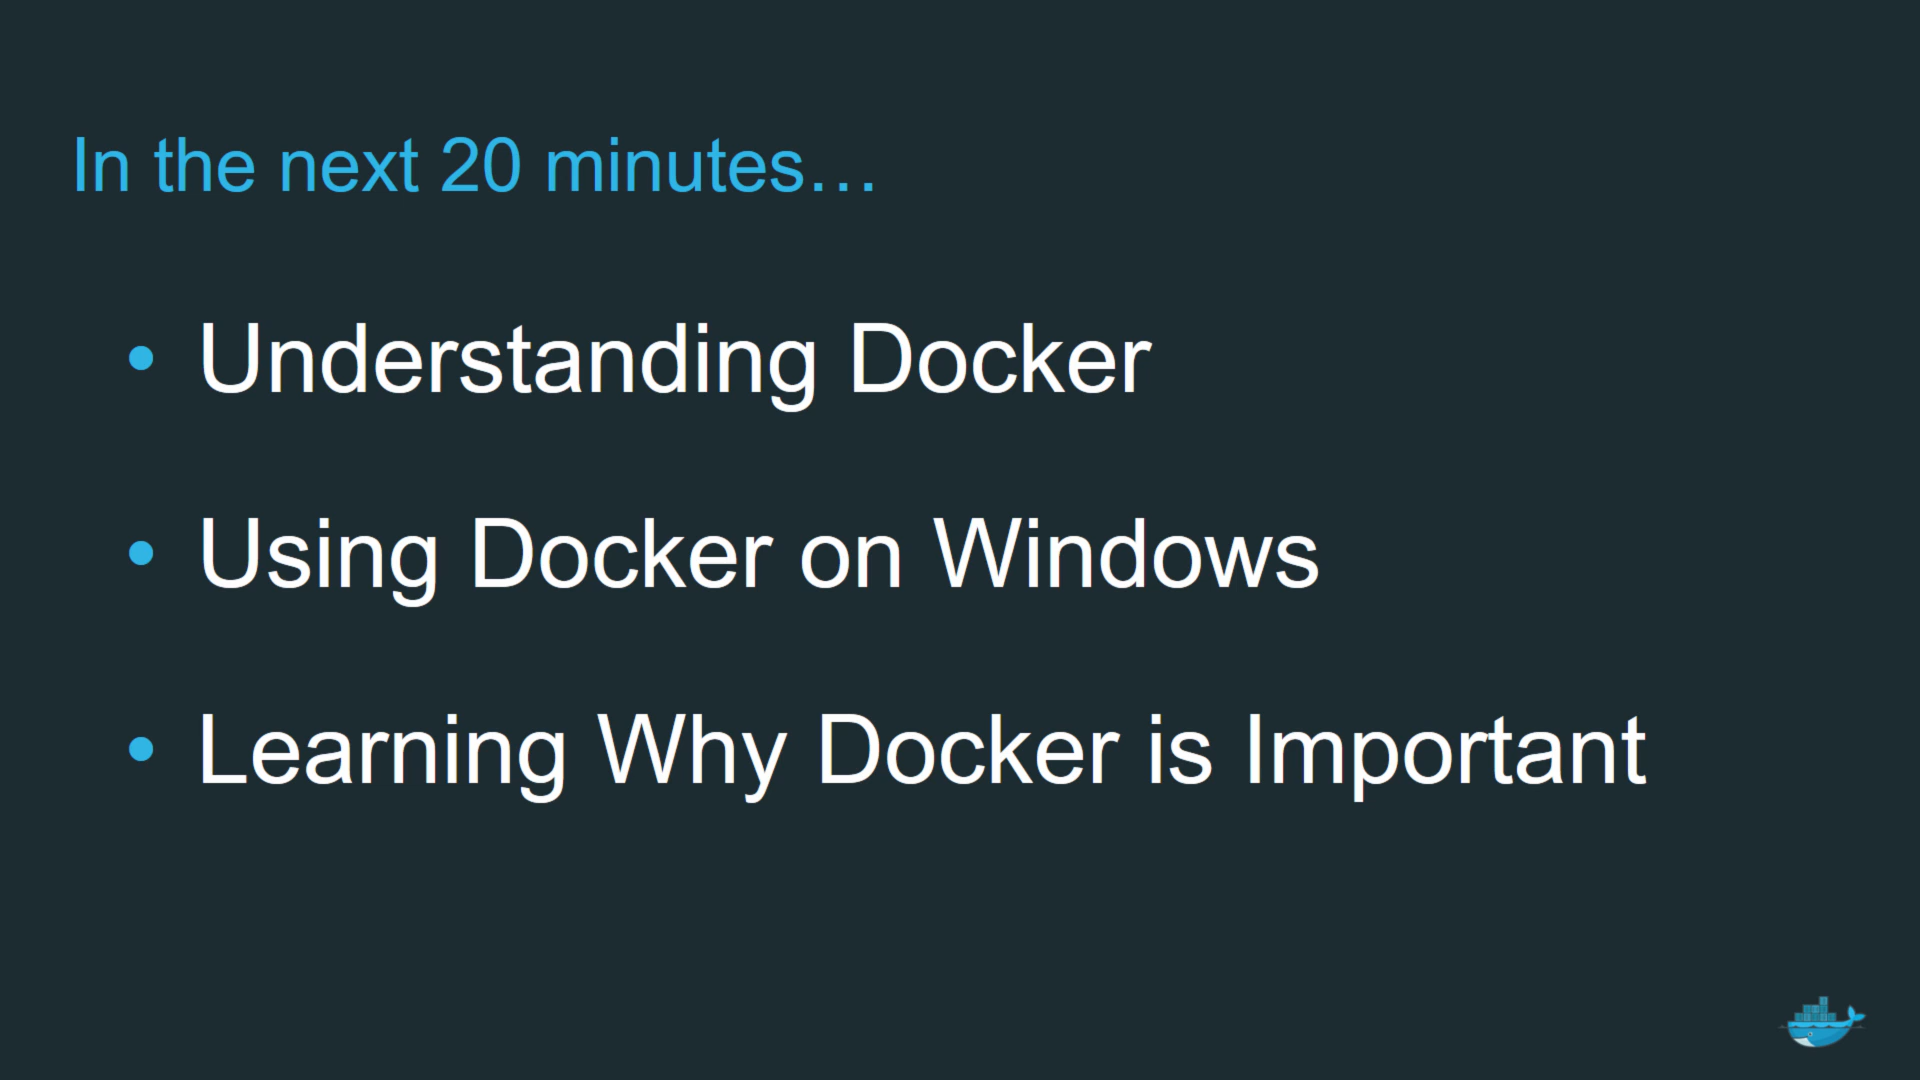 In the next 20 minutes…
• Understanding Docker
• Using Docker on Windows
• Learning Why Docker is Important